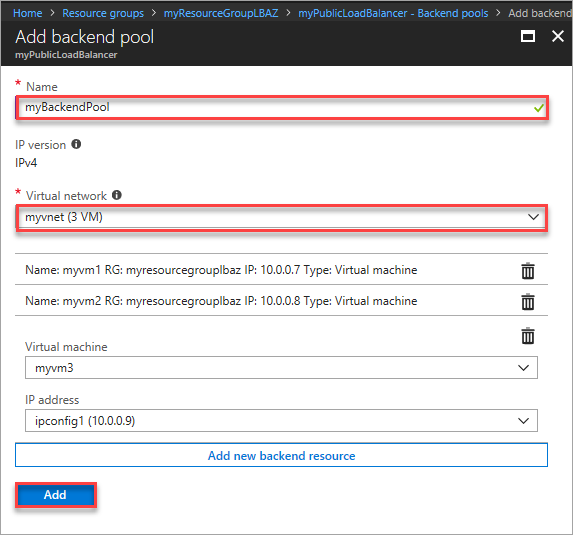 Home > Resource groups > myResourceGroupLBAZ > myPublicLoadBalancer - Backend pools > Add backend
Add backend pool
myPublicLoadBalancer
* Name
myBackendPool
IP version
IPv4
* Virtual network
myvnet (3 VM)
Name: myvm1 RG: myresourcegrouplbaz IP: 10.0.0.7 Type: Virtual machine
Name: myvm2 RG: myresourcegrouplbaz IP: 10.0.0.8 Type: Virtual machine
Virtual machine
myvm3
IP address
ipconfig1 (10.0.0.9)
Add new backend resource
Add